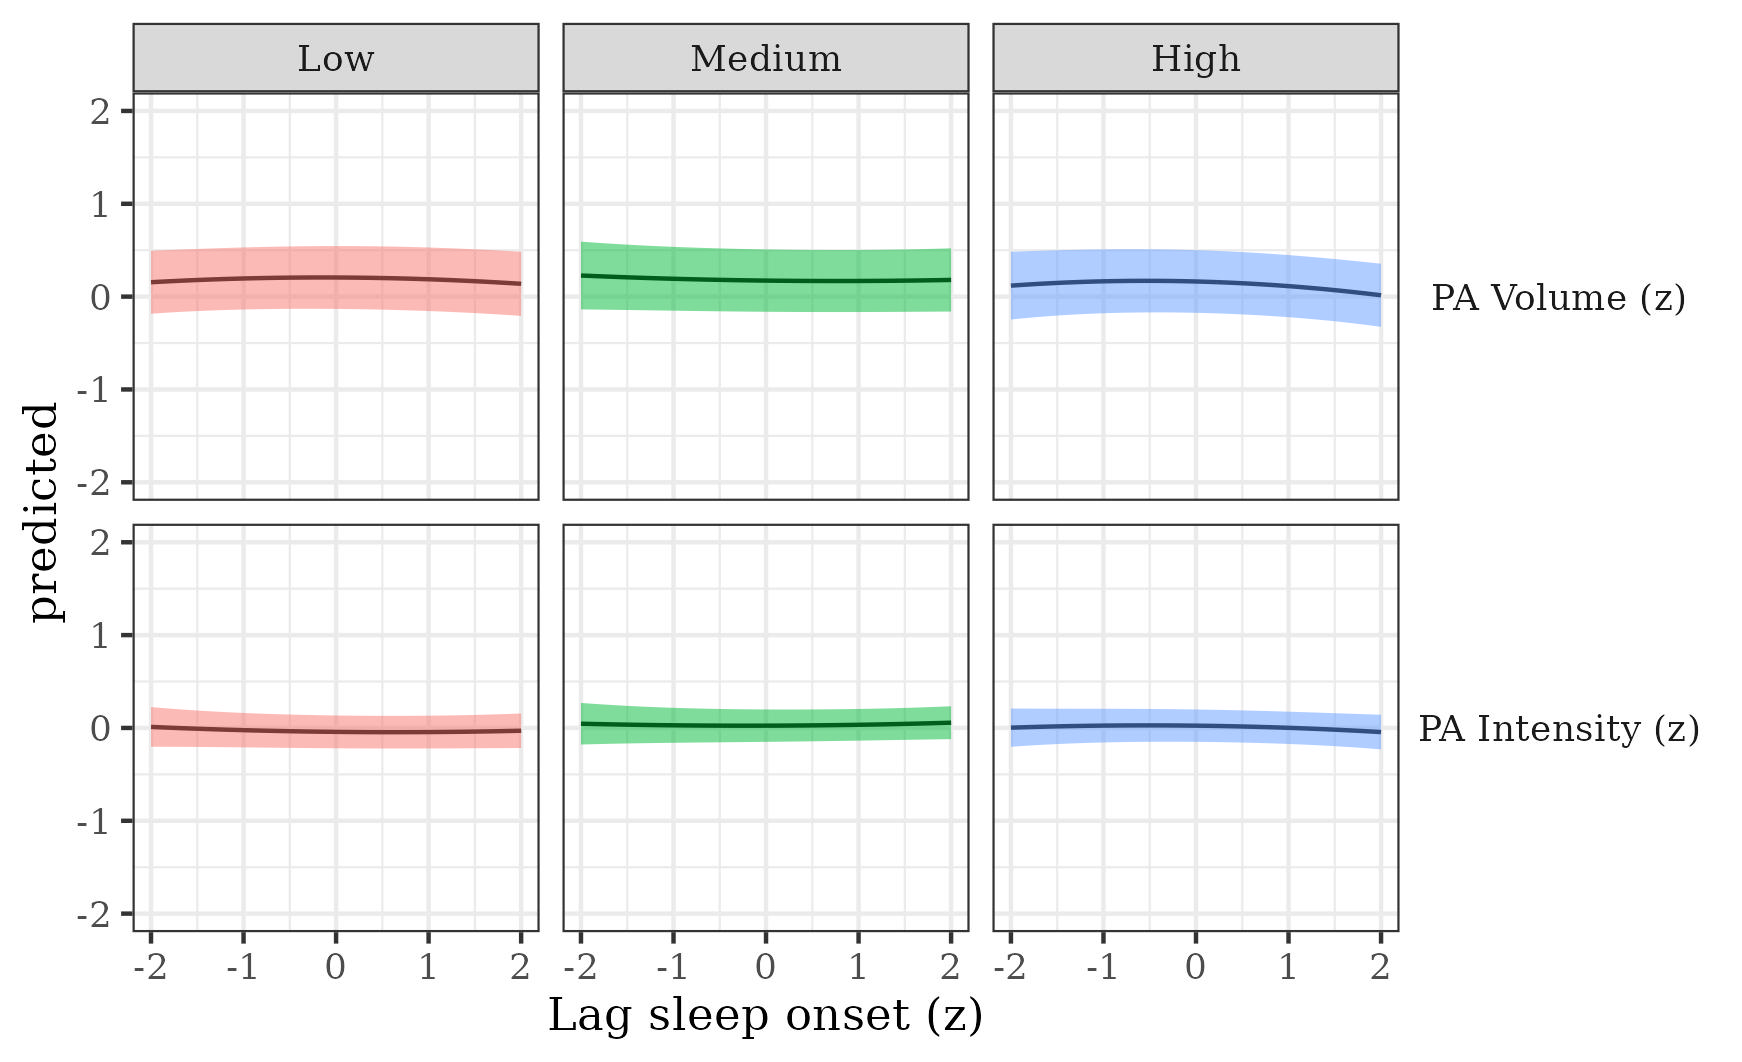 Low Medium High
2
1
0
-1
-2
PA Volume (z)
predicted
2
1
0
-1
-2
PA Intensity (z)
-2 -1 0 1 2 -2 -1 0 1 2 -2 -1 0 1 2
Lag sleep onset (z)